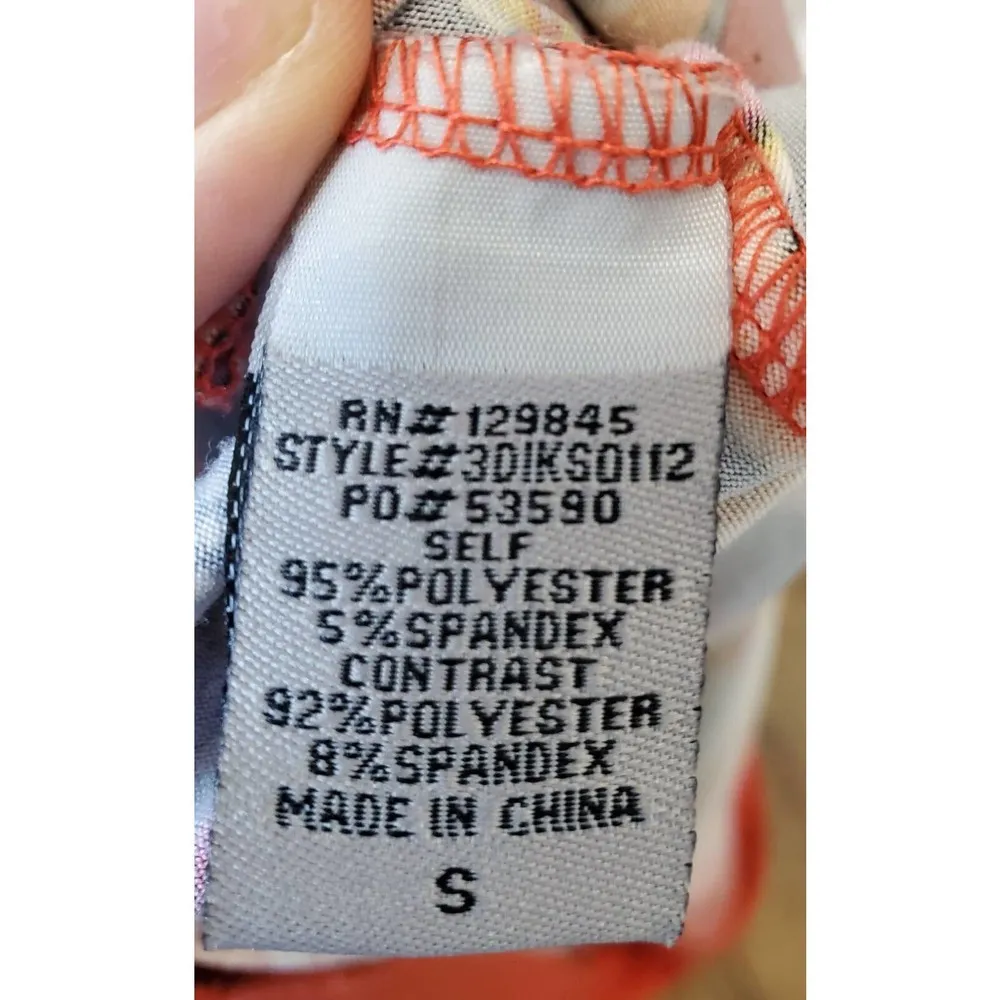 RN# 129845
STYLE#3DIKS0112
PO# 53590
SELF
95%POLYESTER
5%SPANDEX
CONTRAST
92%POLYESTER
8%SPANDEX
MADE IN CHINA
S